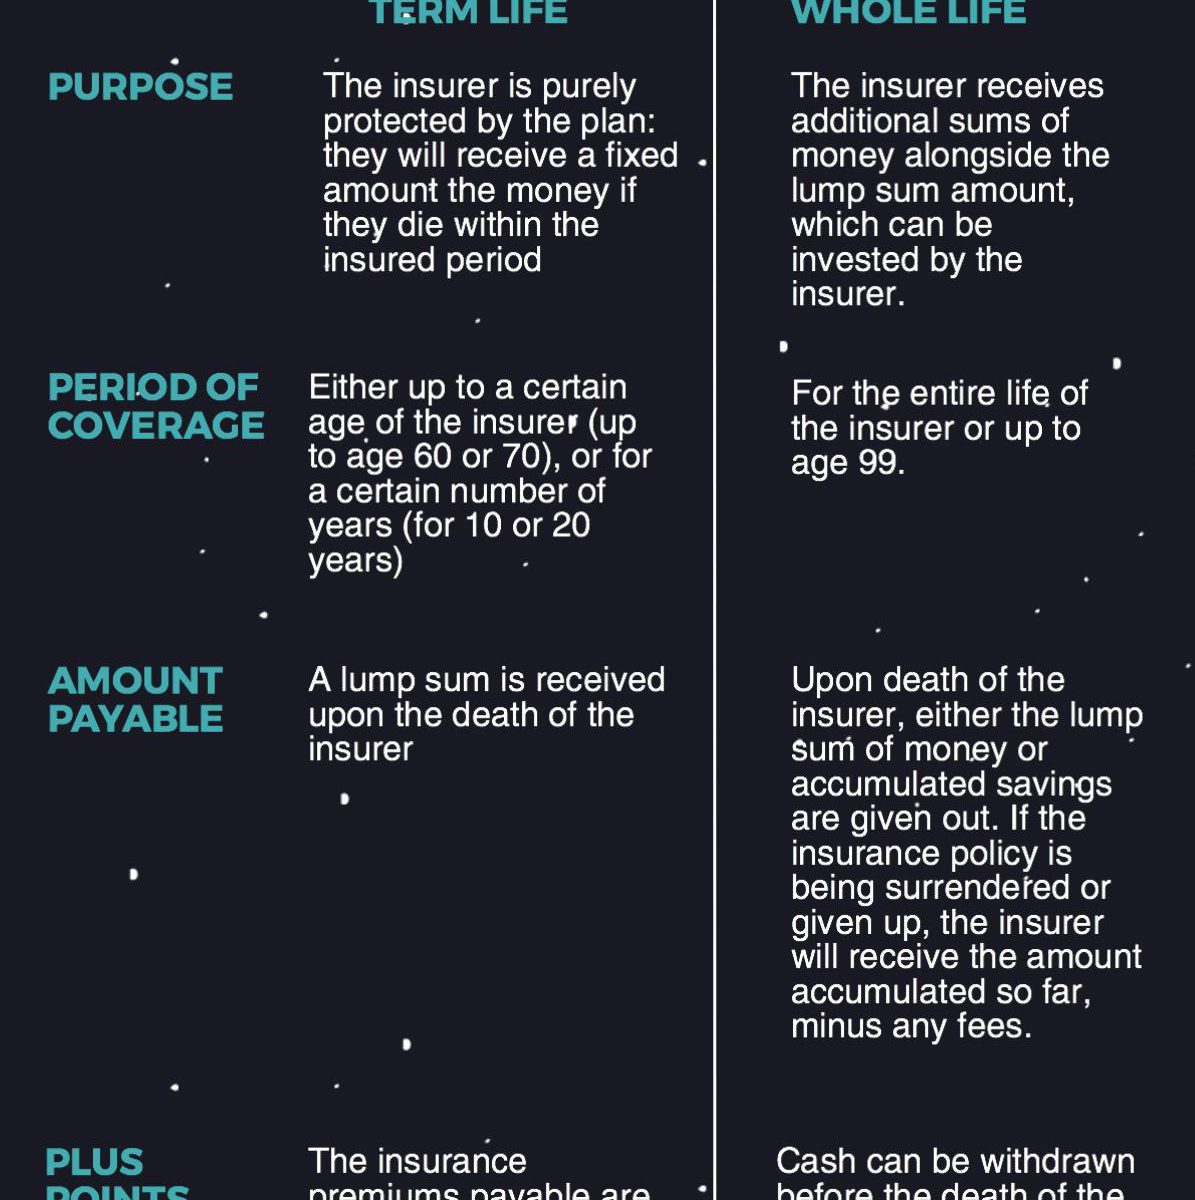 TERM LIFE
WHOLE LIFE
PURPOSE
The insurer is purely
protected by the plan:
they will receive a fixed
amount the money if
they die within the
insured period
The insurer receives
additional sums of
money alongside the
lump sum amount,
which can be
invested by the
insurer.
PERIOD OF
COVERAGE
Either up to a certain
age of the insurer (up
to age 60 or 70), or for
a certain number of
years (for 10 or 20
years)
For the entire life of
the insurer or up to
age 99.
AMOUNT
PAYABLE
A lump sum is received
upon the death of the
insurer
Upon death of the
insurer, either the lump
sum of money or
accumulated savings
are given out. If the
insurance policy is
being surrendered or
given up, the insurer
will receive the amount
accumulated so far,
minus any fees.
PLUS
POINTS
The insurance
premiums payable are
Cash can be withdrawn
before the death of the